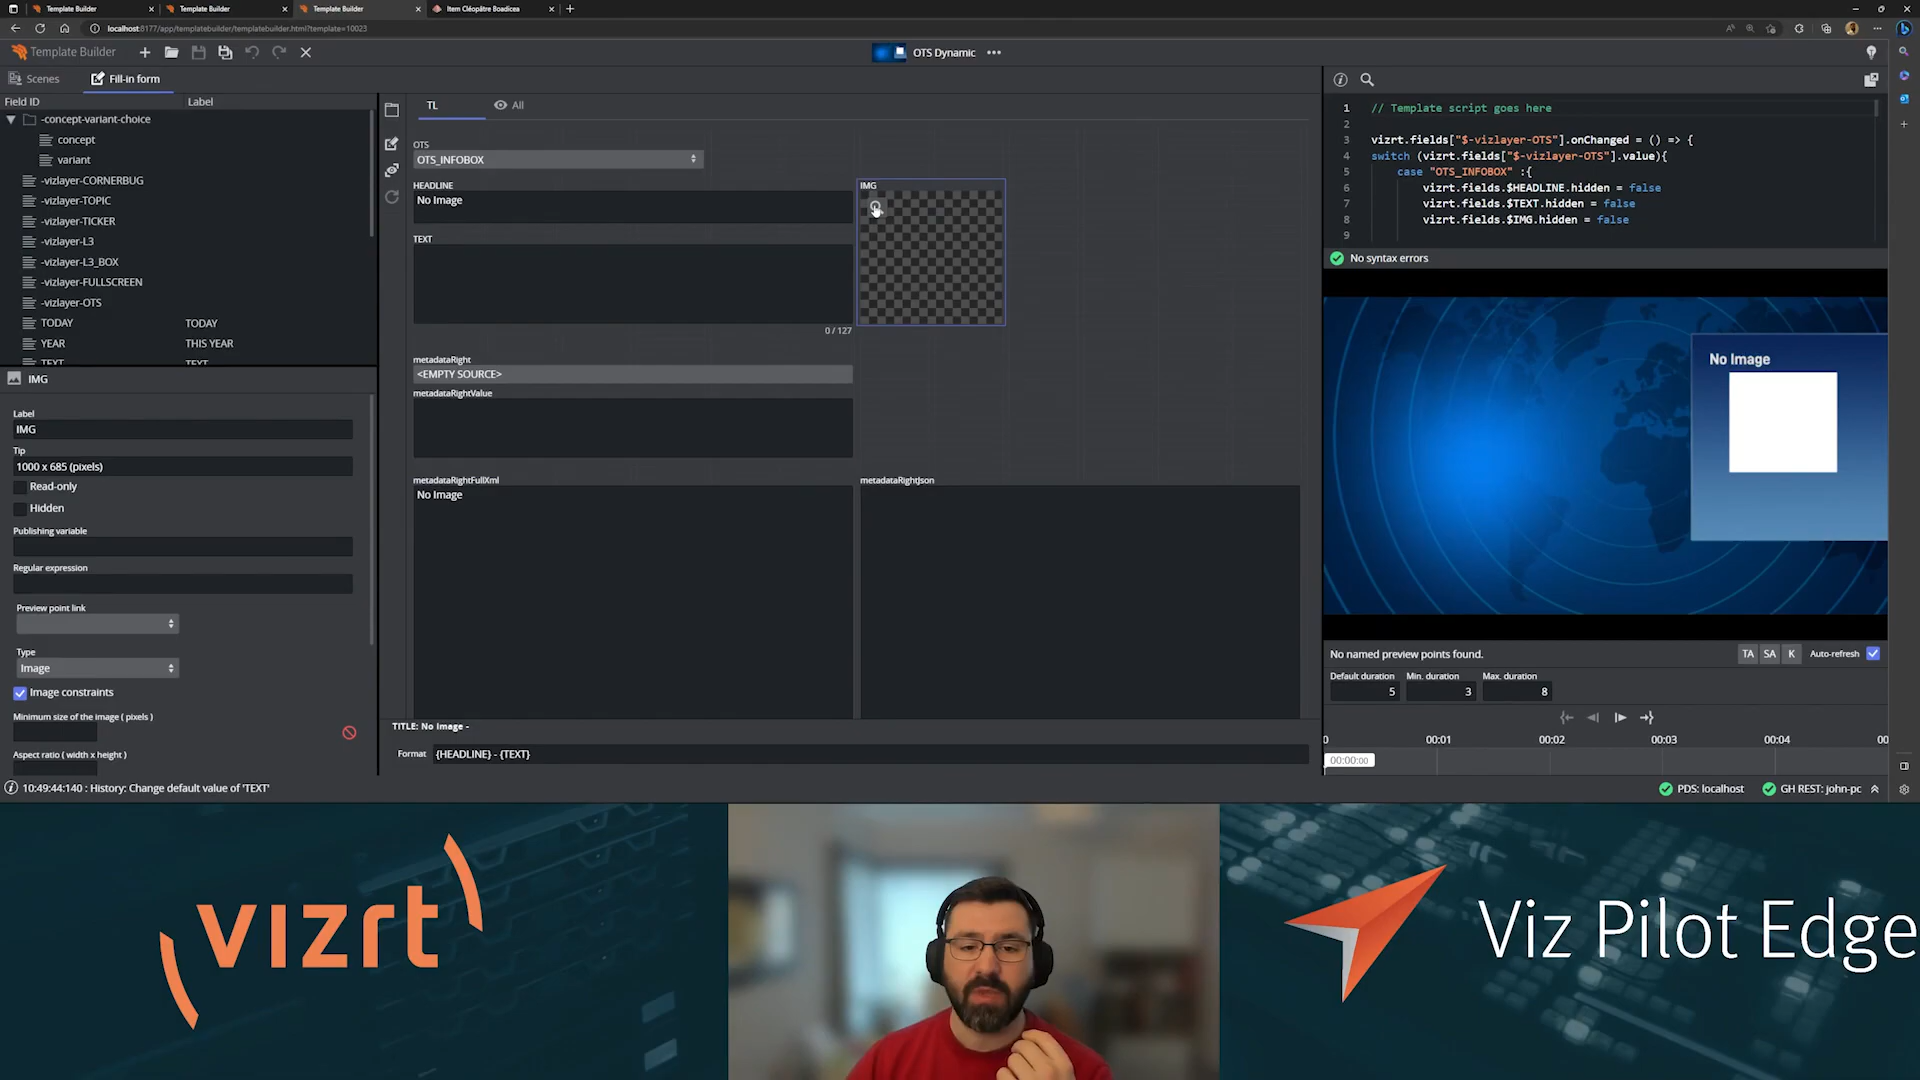 Template Builder
Template Builder
Template Builder
Item Cléopâtre Boadicea
localhost:8177/app/templatebuilder/templatebuilder.html?template=10023
Template Builder
OTS Dynamic
Scenes
Fill-in form
Field ID
Label
-concept-variant-choice
concept
variant
-vizlayer-CORNERBUG
-vizlayer-TOPIC
-vizlayer-TICKER
-vizlayer-L3
-vizlayer-L3_BOX
-vizlayer-FULLSCREEN
-vizlayer-OTS
TODAY TODAY
YEAR THIS YEAR
TEXT TEXT
IMG
Label
IMG
Tip
1000 x 685 (pixels)
Read-only
Hidden
Publishing variable
Regular expression
Preview point link
Type
Image
Image constraints
Minimum size of the image ( pixels )
Aspect ratio ( width x height )
10:49:44:140 : History: Change default value of 'TEXT'
TL
All
OTS
OTS_INFOBOX
HEADLINE
No Image
IMG
TEXT
0 / 127
metadataRight
<EMPTY SOURCE>
metadataRightValue
metadataRightFullXml
No Image
metadataRightJson
TITLE: No Image -
Format {HEADLINE} - {TEXT}
1 // Template script goes here
2
3 vizrt.fields["$-vizlayer-OTS"].onChanged = () => {
4 switch (vizrt.fields["$-vizlayer-OTS"].value){
5 case "OTS_INFOBOX" :{
6 vizrt.fields.$HEADLINE.hidden = false
7 vizrt.fields.$TEXT.hidden = false
8 vizrt.fields.$IMG.hidden = false
9
No syntax errors
No Image
No named preview points found.
TA SA K Auto-refresh
Default duration Min. duration Max. duration
5 3 8
0 00:01 00:02 00:03 00:04 00
00:00:00
PDS: localhost
GH REST: john-pc
vizrt
Viz Pilot Edge